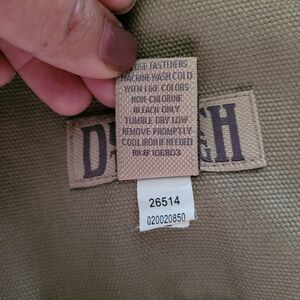 CLOSE FASTENERS
MACHINE WASH COLD
WITH LIKE COLORS
NON-CHLORINE
BLEACH ONLY
TUMBLE DRY LOW
REMOVE PROMPTLY
COOL IRON IF NEEDED
RN# 106803
26514
020020850